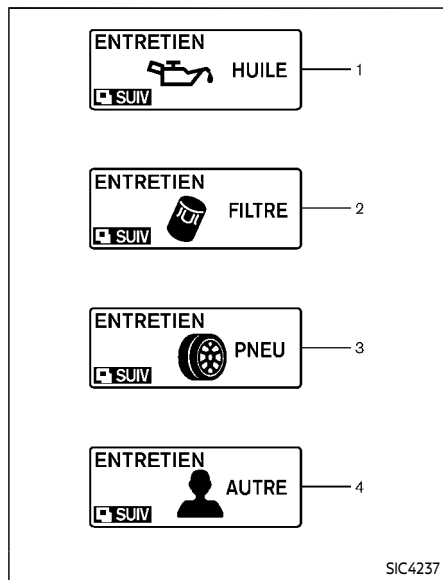 ENTRETIEN
HUILE
1
SUIV
ENTRETIEN
FILTRE
2
SUIV
ENTRETIEN
PNEU
3
SUIV
ENTRETIEN
AUTRE
4
SUIV
SIC4237